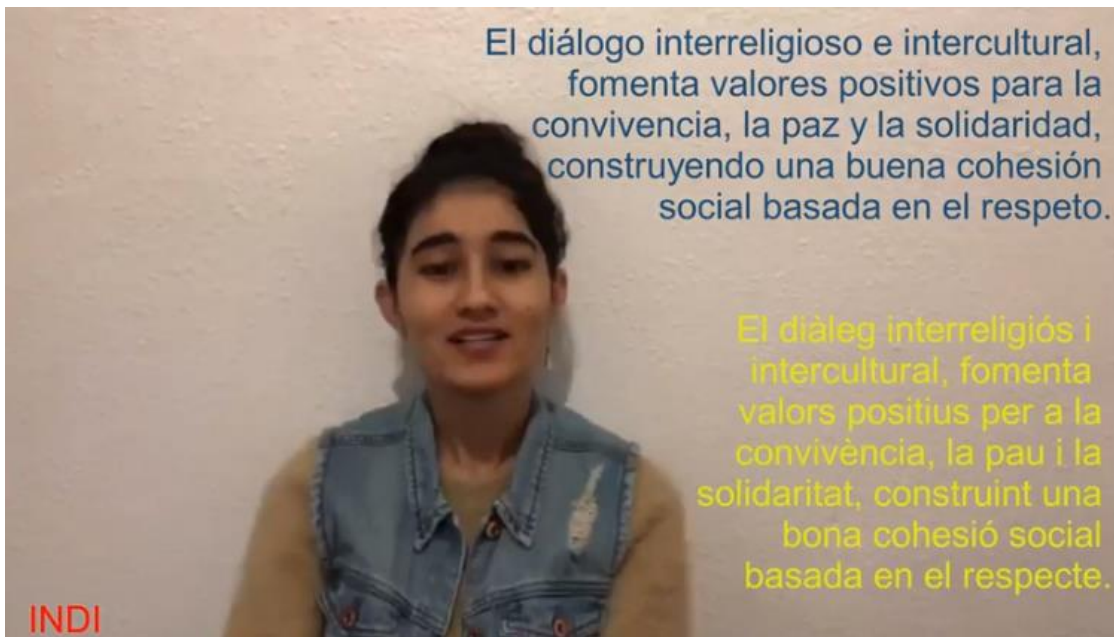 El diálogo interreligioso e intercultural,
fomenta valores positivos para la
convivencia, la paz y la solidaridad,
construyendo una buena cohesión
social basada en el respeto.
El diàleg interreligiós i
intercultural, fomenta
valors positius per a la
convivència, la pau i la
solidaritat, construint una
bona cohesió social
basada en el respecte.
INDI